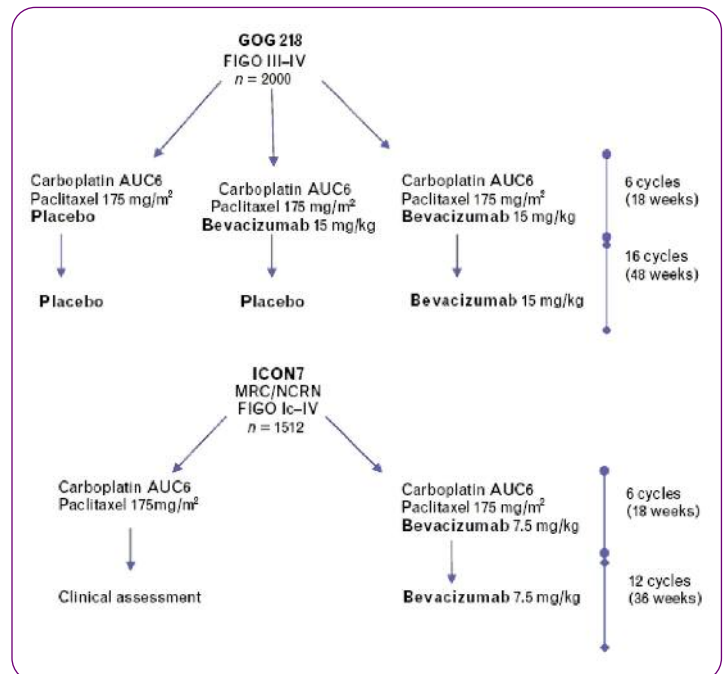 GOG 218
FIGO III–IV
n = 2000
Carboplatin AUC6
Paclitaxel 175 mg/m²
Placebo
Carboplatin AUC6
Paclitaxel 175 mg/m²
Bevacizumab 15 mg/kg
Carboplatin AUC6
Paclitaxel 175 mg/m²
Bevacizumab 15 mg/kg
6 cycles
(18 weeks)
Placebo
Placebo
Bevacizumab 15 mg/kg
16 cycles
(48 weeks)
ICON7
MRC/NCRN
FIGO Ic–IV
n = 1512
Carboplatin AUC6
Paclitaxel 175mg/m²
Carboplatin AUC6
Paclitaxel 175 mg/m²
Bevacizumab 7.5 mg/kg
6 cycles
(18 weeks)
Clinical assessment
Bevacizumab 7.5 mg/kg
12 cycles
(36 weeks)